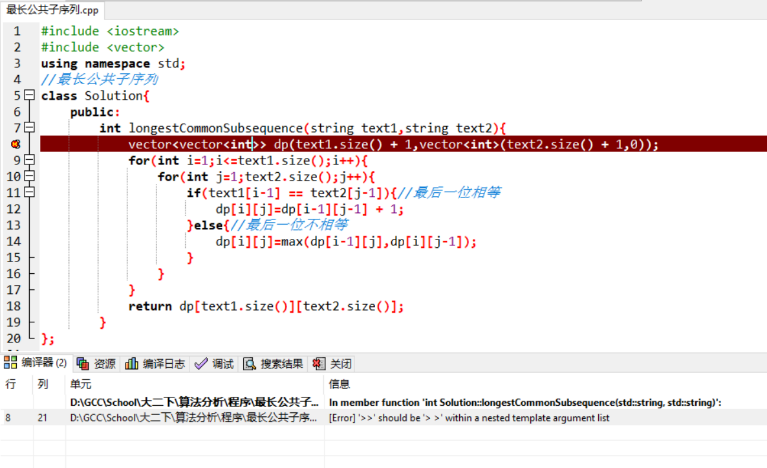 最长公共子序列.cpp
1 #include <iostream>
2 #include <vector>
3 using namespace std;
4 //最长公共子序列
5 class Solution{
6 public:
7 int longestCommonSubsequence(string text1,string text2){
vector<vector<int>> dp(text1.size() + 1,vector<int>(text2.size() + 1,0));
9 for(int i=1;i<=text1.size();i++){
10 for(int j=1;text2.size();j++){
11 if(text1[i-1] == text2[j-1]){//最后一位相等
12 dp[i][j]=dp[i-1][j-1] + 1;
13 }else{//最后一位不相等
14 dp[i][j]=max(dp[i-1][j],dp[i][j-1]);
15 }
16 }
17 }
18 return dp[text1.size()][text2.size()];
19 }
20 };
编译器 (2) 资源 编译日志 调试 搜索结果 关闭
行 列 单元 信息
D:\GCC\School\大二下\算法分析\程序\最长公共子... In member function 'int Solution::longestCommonSubsequence(std::string, std::string)':
8 21 D:\GCC\School\大二下\算法分析\程序\最长公共子序... [Error] '>>' should be '> >' within a nested template argument list